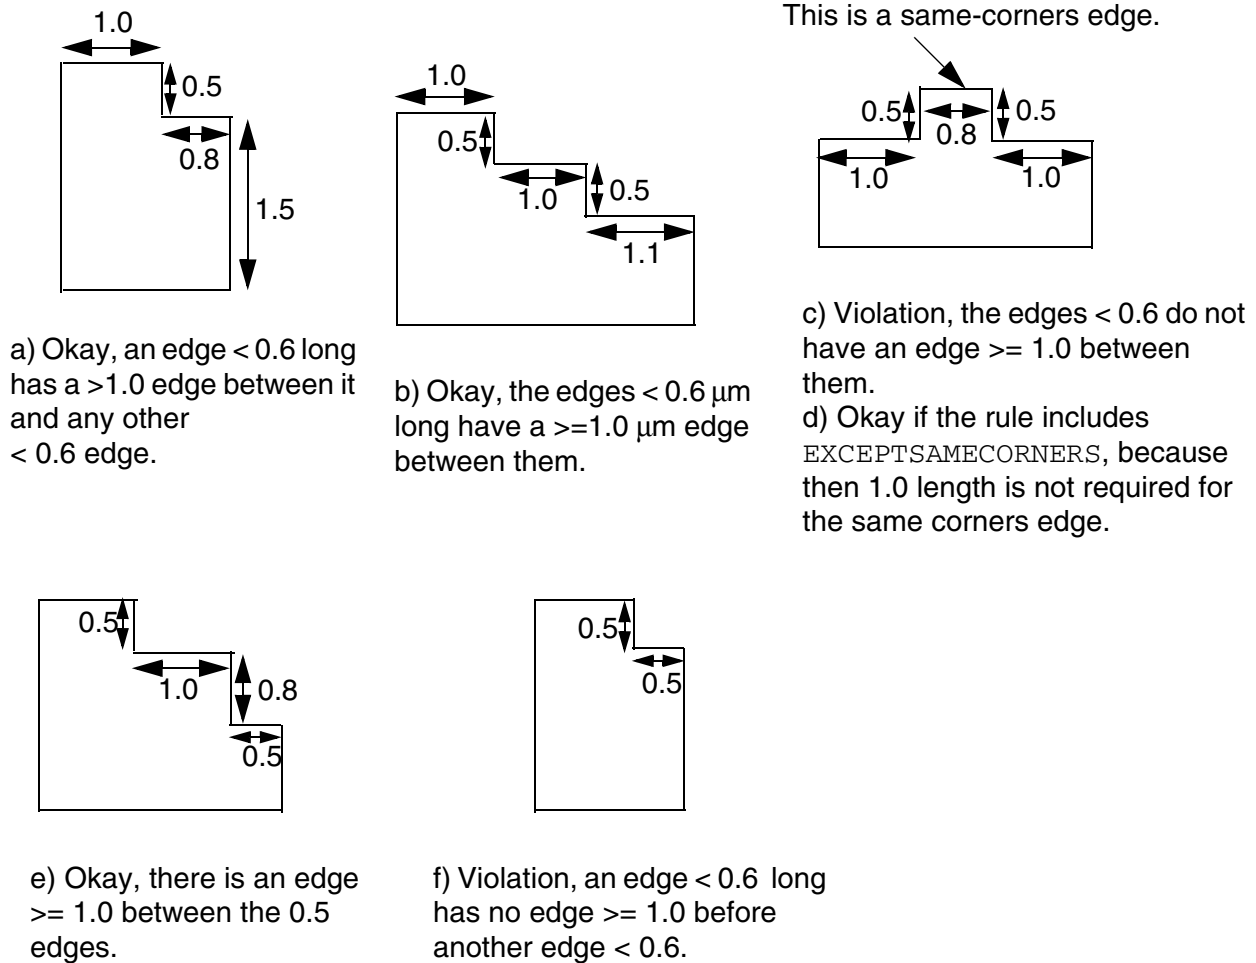 This is a same-corners edge.
1.0
0.5
0.8
1.5
1.0
0.5
1.0
0.5
1.1
0.5
0.8
0.5
1.0
1.0
a) Okay, an edge < 0.6 long
has a >1.0 edge between it
and any other
< 0.6 edge.
b) Okay, the edges < 0.6 μm
long have a >=1.0 μm edge
between them.
c) Violation, the edges < 0.6 do not
have an edge >= 1.0 between
them.
d) Okay if the rule includes
EXCEPTSAMECORNERS, because
then 1.0 length is not required for
the same corners edge.
0.5
1.0
0.8
0.5
0.5
0.5
e) Okay, there is an edge
>= 1.0 between the 0.5
edges.
f) Violation, an edge < 0.6 long
has no edge >= 1.0 before
another edge < 0.6.